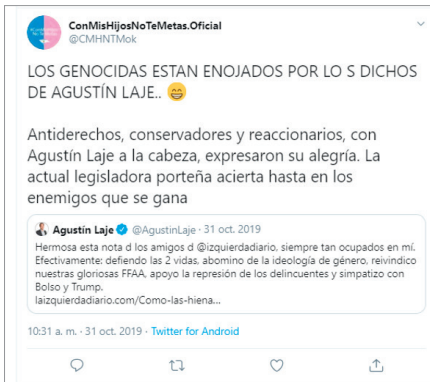 ConMisHijosNoTeMetas.Oficial
@CMHNTMok
LOS GENOCIDAS ESTAN ENOJADOS POR LO S DICHOS
DE AGUSTÍN LAJE.. 😁
Antiderechos, conservadores y reaccionarios, con
Agustín Laje a la cabeza, expresaron su alegría. La
actual legisladora porteña acierta hasta en los
enemigos que se gana
Agustín Laje @AgustinLaje · 31 oct. 2019
Hermosa esta nota d los amigos d @izquierdadiario, siempre tan ocupados en mí.
Efectivamente: defiendo las 2 vidas, abomino de la ideología de género, reivindico
nuestras gloriosas FFAA, apoyo la represión de los delincuentes y simpatizo con
Bolso y Trump.
laizquierdadiario.com/Como-las-hiena...
10:31 a. m. · 31 oct. 2019 · Twitter for Android